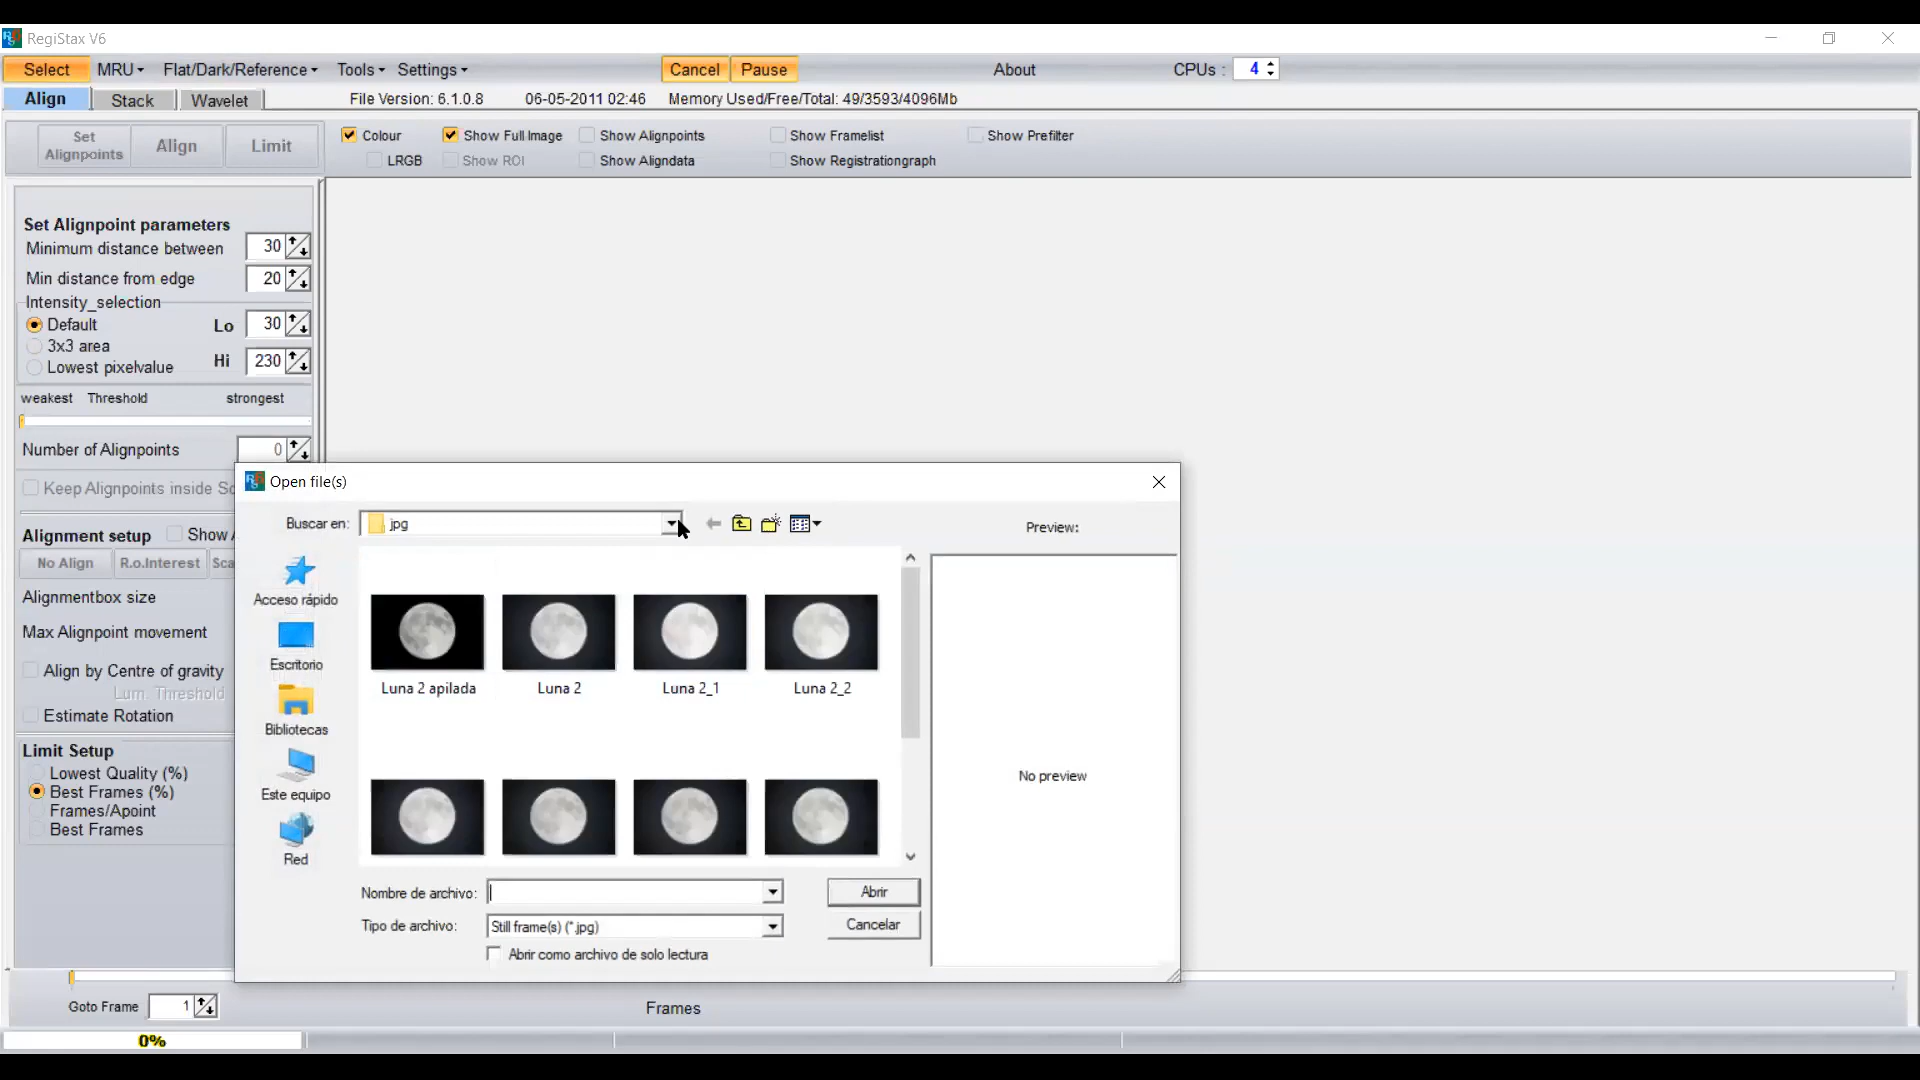 RegiStax V6
Select MRU Flat/Dark/Reference Tools Settings Cancel Pause About CPUs : 4
Align Stack Wavelet File Version: 6.1.0.8 06-05-2011 02:46 Memory Used/Free/Total: 49/3593/4096Mb
Set Alignpoints Align Limit
Colour Show Full Image Show Alignpoints Show Framelist Show Prefilter
LRGB Show ROI Show Aligndata Show Registrationgraph
Set Alignpoint parameters
Minimum distance between 30
Min distance from edge 20
Intensity_selection
Default Lo 30
3x3 area
Lowest pixelvalue Hi 230
weakest Threshold strongest
Number of Alignpoints 0
Keep Alignpoints inside
Alignment setup Show
No Align R.o.Interest
Alignmentbox size
Max Alignpoint movement
Align by Centre of gravity
Lum. Threshold
Estimate Rotation
Limit Setup
Lowest Quality (%)
Best Frames (%)
Frames/Apoint
Best Frames
Open file(s)
Buscar en: jpg
Preview:
Acceso rápido
Escritorio
Bibliotecas
Este equipo
Red
Luna 2 apilada Luna 2 Luna 2_1 Luna 2_2
No preview
Nombre de archivo: Abrir
Tipo de archivo: Still frame(s) (*.jpg) Cancelar
Abrir como archivo de solo lectura
Goto Frame 1 Frames
0%